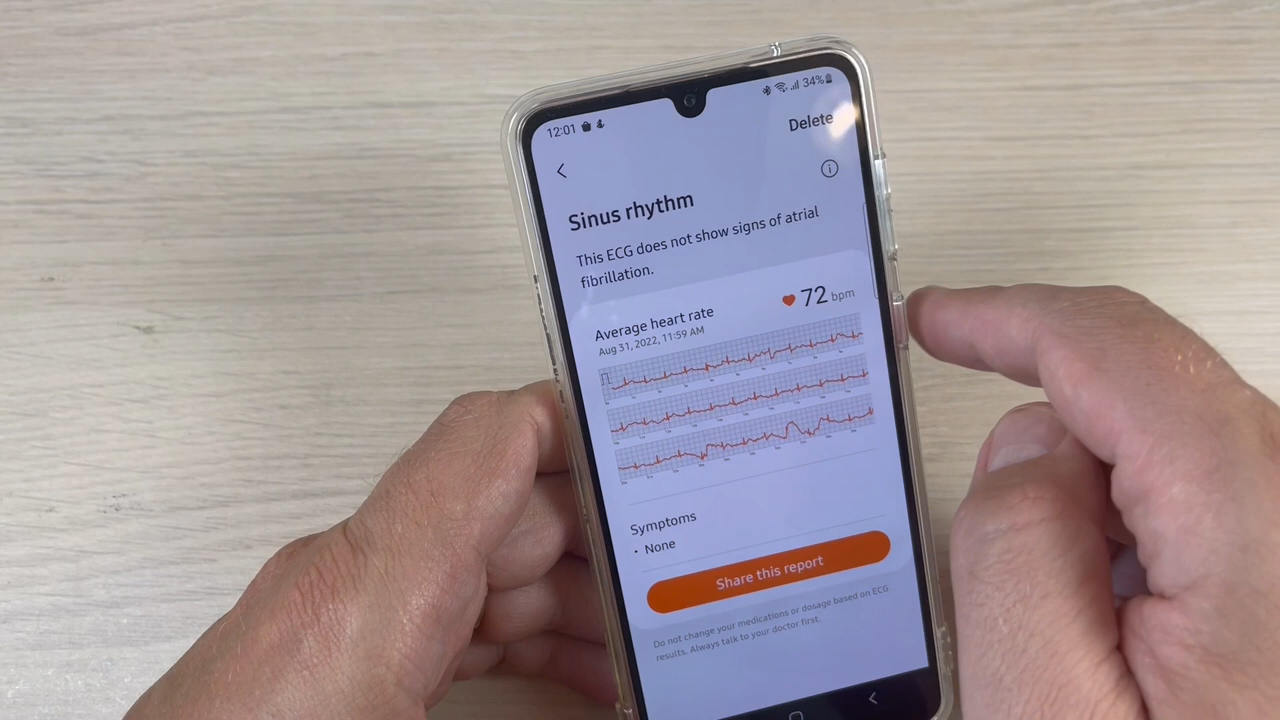 12:01
34%
Delete
Sinus rhythm
This ECG does not show signs of atrial
fibrillation.
Average heart rate
72 bpm
Aug 31, 2022, 11:59 AM
Symptoms
• None
Share this report
Do not change your medications or dosage based on ECG
results. Always talk to your doctor first.